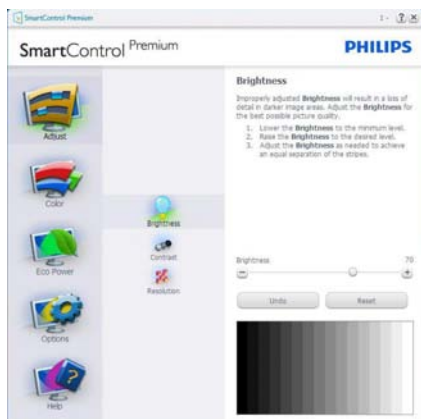 SmartControl Premium
SmartControl Premium
PHILIPS
Adjust
Color
Eco Power
Options
Help
Brightness
Contrast
Resolution
Brightness
Improperly adjusted Brightness will result in a loss of
detail in darker image areas. Adjust the Brightness for
the best possible picture quality.
1. Lower the Brightness to the minimum level.
2. Raise the Brightness to the desired level.
3. Adjust the Brightness as needed to achieve
an equal separation of the stripes.
Brightness 70
Undo Reset